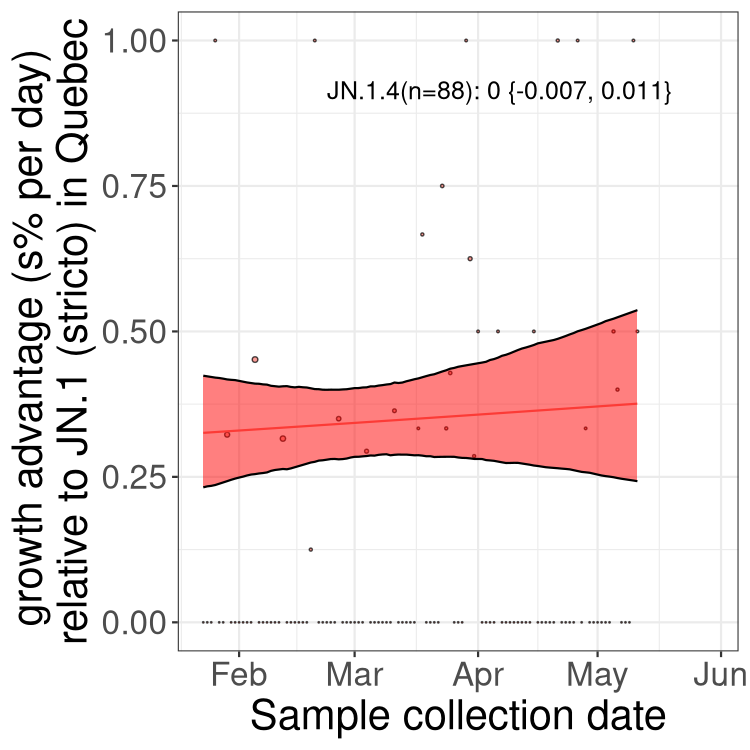 growth advantage (s% per day)
relative to JN.1 (stricto) in Quebec
1.00
0.75
0.50
0.25
0.00
JN.1.4(n=88): 0 {-0.007, 0.011}
Feb Mar Apr May Jun
Sample collection date